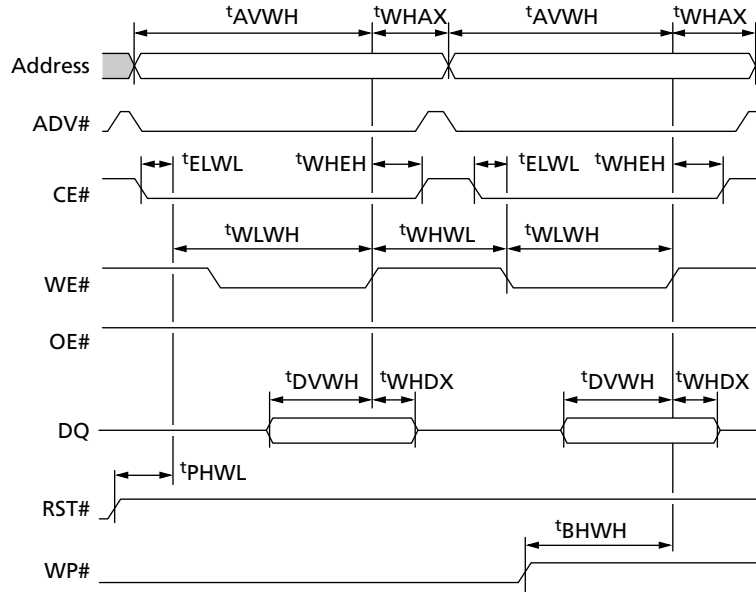 tAVWH tWHAX tAVWH tWHAX
Address
ADV#
tELWL tWHEH tELWL tWHEH
CE#
tWLWH tWHWL tWLWH
WE#
OE#
tDVWH tWHDX tDVWH tWHDX
DQ
tPHWL
RST#
tBHWH
WP#